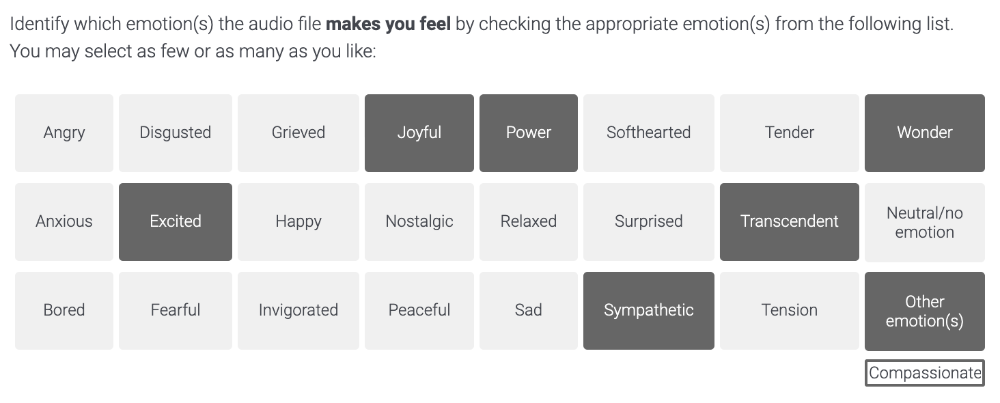 Identify which emotion(s) the audio file makes you feel by checking the appropriate emotion(s) from the following list.
You may select as few or as many as you like:
Angry Disgusted Grieved Joyful Power Softhearted Tender Wonder
Anxious Excited Happy Nostalgic Relaxed Surprised Transcendent Neutral/no
emotion
Bored Fearful Invigorated Peaceful Sad Sympathetic Tension Other
emotion(s)
Compassionate